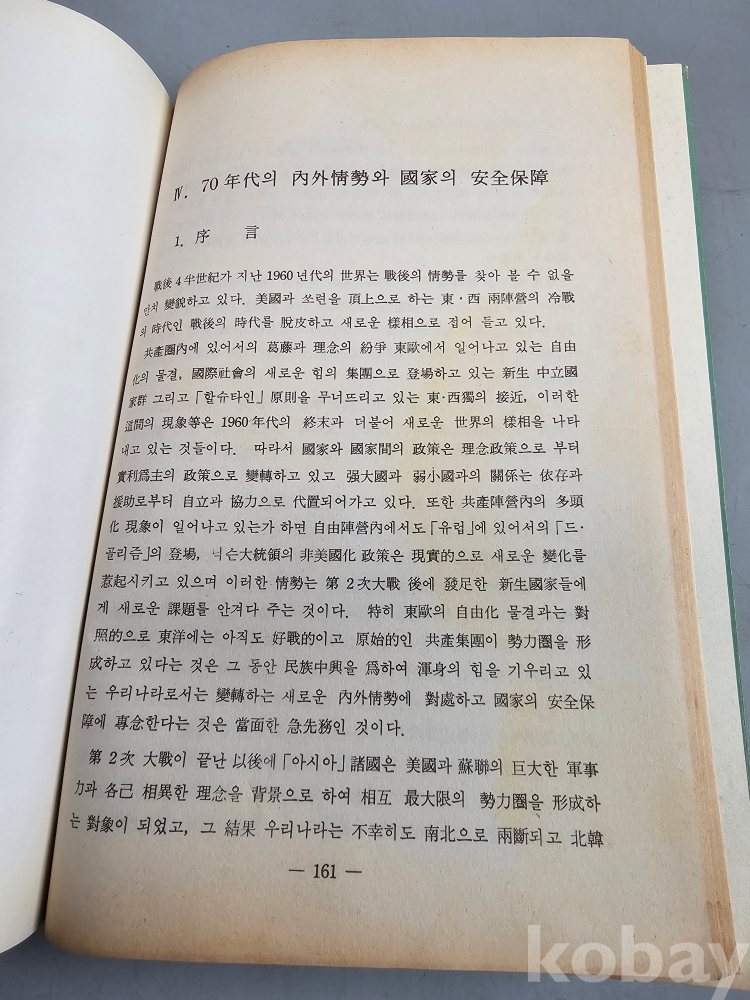 Ⅳ. 70年代의 內外情勢와 國家의 安全保障
1. 序 言
戰後 4半世紀가 지난 1960년代의 世界는 戰後의 情勢를 찾아 볼 수 없을
만치 變貌하고 있다. 美國과 쏘련을 頂上으로 하는 東·西 兩陣營의 冷戰
의 時代인 戰後의 時代를 脫皮하고 새로운 樣相으로 접어 들고 있다.
共產圈內에 있어서의 葛藤과 理念의 紛爭 東歐에서 일어나고 있는 自由
化의 물결, 國際社會의 새로운 힘의 集團으로 登場하고 있는 新生 中立國
家群 그리고 「할슈타인」原則을 무너뜨리고 있는 東·西獨의 接近, 이러한
這間의 現象等은 1960年代의 終末과 더불어 새로운 世界의 樣相을 나타
내고 있는 것들이다. 따라서 國家와 國家間의 政策은 理念政策으로 부터
實利爲主의 政策으로 變轉하고 있고 强大國과 弱小國과의 關係는 依存과
援助로부터 自立과 協力으로 代置되어가고 있다. 또한 共產陣營內의 多頭
化 現象이 일어나고 있는가 하면 自由陣營內에서도 「유럽」에 있어서의 「드·
골리즘」의 登場, 닉슨大統領의 非美國化 政策은 現實的으로 새로운 變化를
惹起시키고 있으며 이러한 情勢는 第2次大戰 後에 發足한 新生國家들에
게 새로운 課題를 안겨다 주는 것이다. 特히 東歐의 自由化 물결과는 對
照的으로 東洋에는 아직도 好戰的이고 原始的인 共產集團이 勢力圈을 形
成하고 있다는 것은 그 동안 民族中興을 爲하여 渾身의 힘을 기우리고 있
는 우리나라로서는 變轉하는 새로운 內外情勢에 對處하고 國家의 安全保
障에 專念한다는 것은 當面한 急先務인 것이다.
第2次 大戰이 끝난 以後에 「아시아」諸國은 美國과 蘇聯의 巨大한 軍事
力과 各己 相異한 理念을 背景으로 하여 相互 最大限의 勢力圈을 形成하
는 對象이 되었고, 그 結果 우리나라는 不幸히도 南北으로 兩斷되고 北韓
— 161 —
kobay